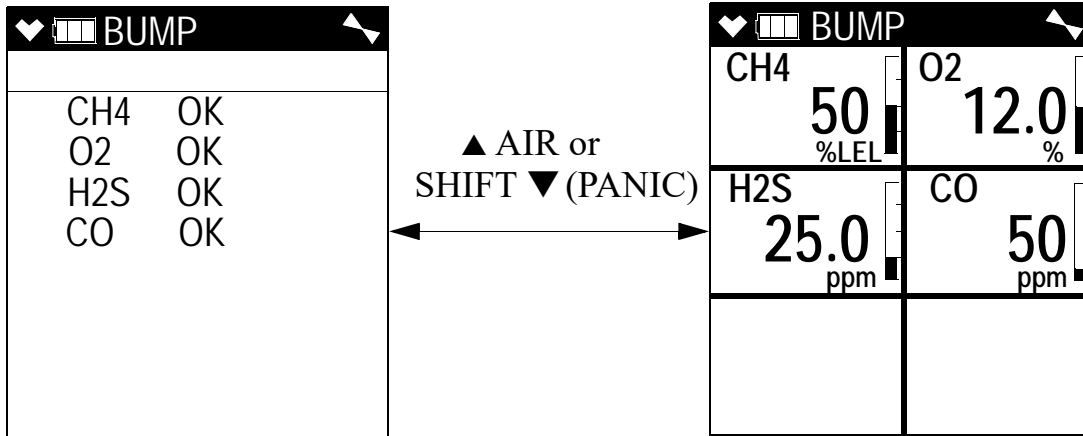 BUMP
CH4 OK
O2 OK
H2S OK
CO OK
▲ AIR or
SHIFT ▼ (PANIC)
BUMP
CH4
50
%LEL
O2
12.0
%
H2S
25.0
ppm
CO
50
ppm